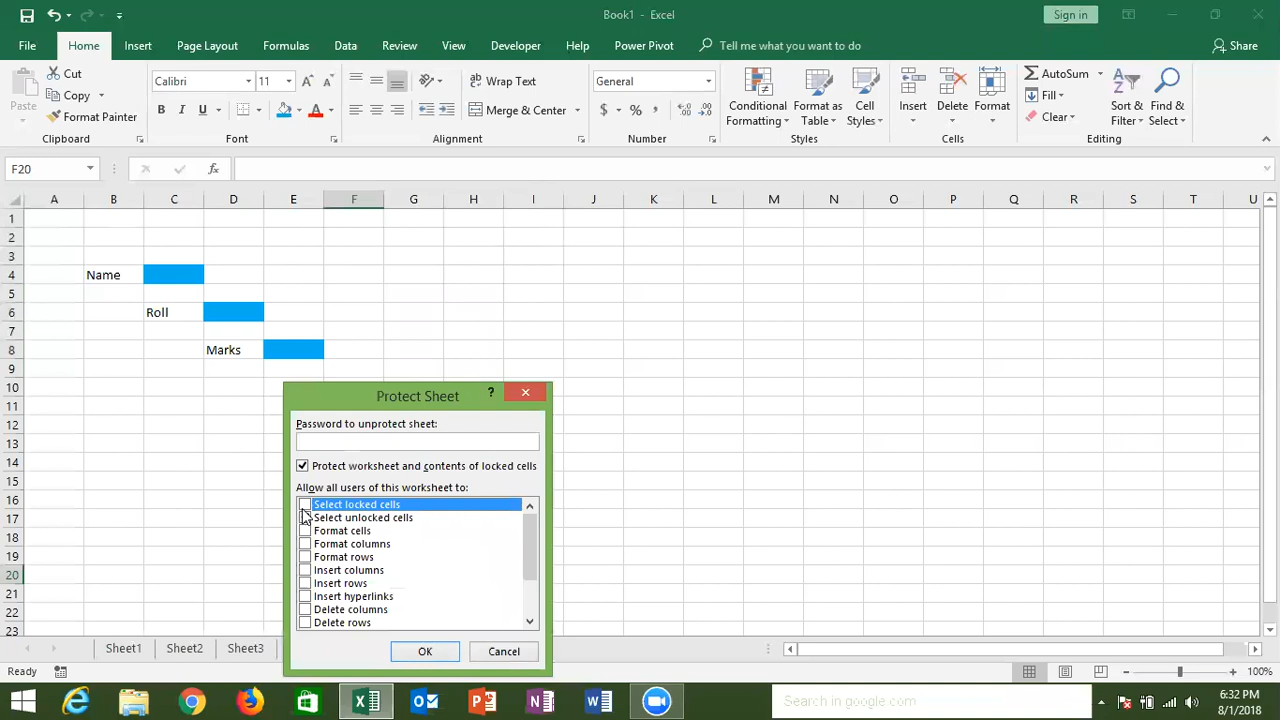 Book1 - Excel
Sign in
File Home Insert Page Layout Formulas Data Review View Developer Help Power Pivot Tell me what you want to do Share
Paste
Cut
Copy
Format Painter
Clipboard
Calibri 11
B I U
Font
Wrap Text
Merge & Center
Alignment
General
$ % ,
Number
Conditional Formatting
Format as Table
Cell Styles
Styles
Insert
Delete
Format
Cells
AutoSum
Fill
Clear
Sort & Filter
Find & Select
Editing
F20
fx
A B C D E F G H I J K L M N O P Q R S T U
1
2
3
4 Name
5
6 Roll
7
8 Marks
9
10
11
12
13
14
15
16
17
18
19
20
21
22
23
Protect Sheet
?
Password to unprotect sheet:
Protect worksheet and contents of locked cells
Allow all users of this worksheet to:
Select locked cells
Select unlocked cells
Format cells
Format columns
Format rows
Insert columns
Insert rows
Insert hyperlinks
Delete columns
Delete rows
OK Cancel
Sheet1 Sheet2 Sheet3
Ready
100%
Search in google.com
6:32 PM
8/1/2018